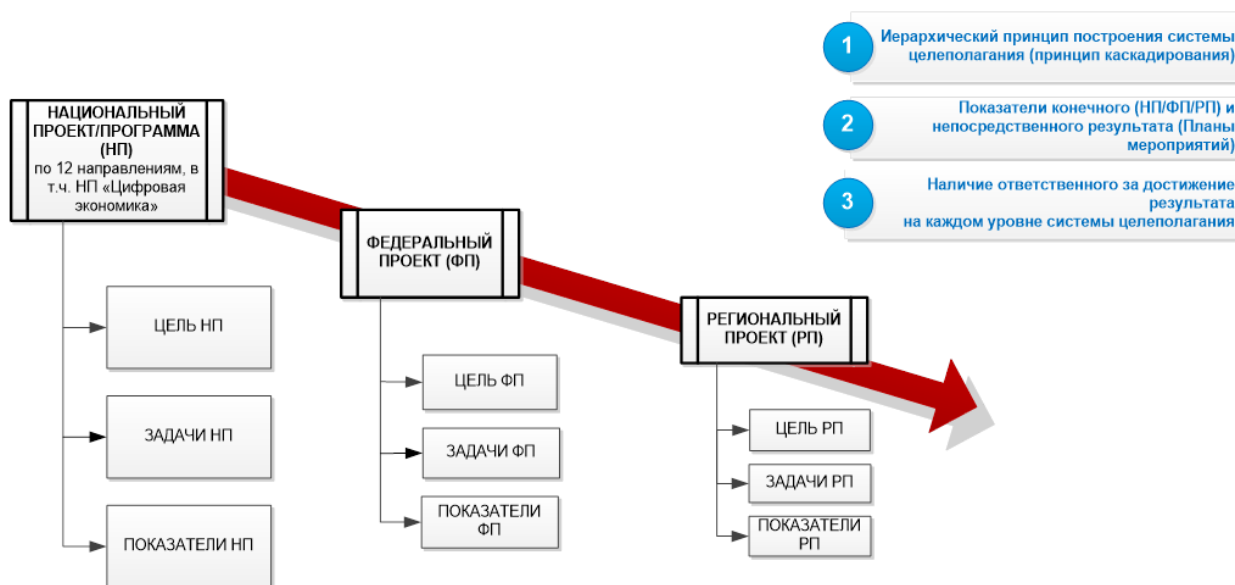 1
Иерархический принцип построения системы
целеполагания (принцип каскадирования)
2
Показатели конечного (НП/ФП/РП) и
непосредственного результата (Планы
мероприятий)
3
Наличие ответственного за достижение
результата
на каждом уровне системы целеполагания
НАЦИОНАЛЬНЫЙ
ПРОЕКТ/ПРОГРАММА
(НП)
по 12 направлениям, в
т.ч. НП «Цифровая
экономика»
ЦЕЛЬ НП
ЗАДАЧИ НП
ПОКАЗАТЕЛИ НП
ФЕДЕРАЛЬНЫЙ
ПРОЕКТ (ФП)
ЦЕЛЬ ФП
ЗАДАЧИ ФП
ПОКАЗАТЕЛИ
ФП
РЕГИОНАЛЬНЫЙ
ПРОЕКТ (РП)
ЦЕЛЬ РП
ЗАДАЧИ РП
ПОКАЗАТЕЛИ
РП